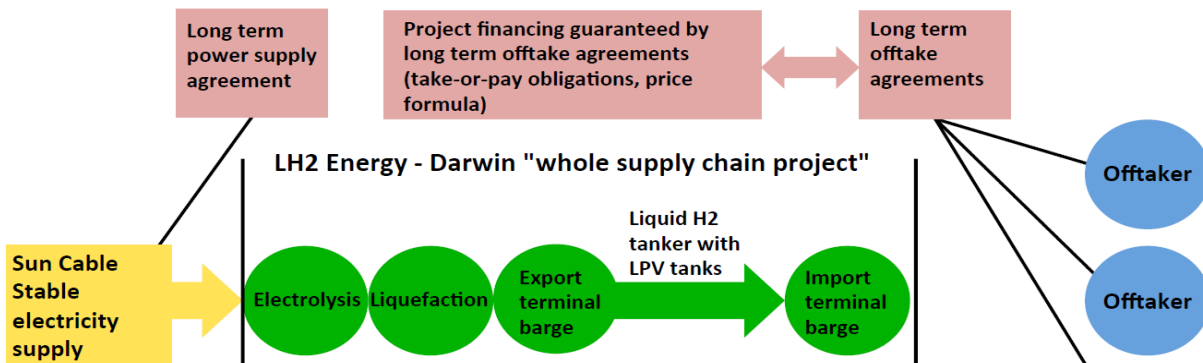 Long term
power supply
agreement
Project financing guaranteed by
long term offtake agreements
(take-or-pay obligations, price
formula)
Long term
offtake
agreements
LH2 Energy - Darwin "whole supply chain project"
Offtaker
Sun Cable
Stable
electricity
supply
Electrolysis
Liquefaction
Export
terminal
barge
Liquid H2
tanker with
LPV tanks
Import
terminal
barge
Offtaker